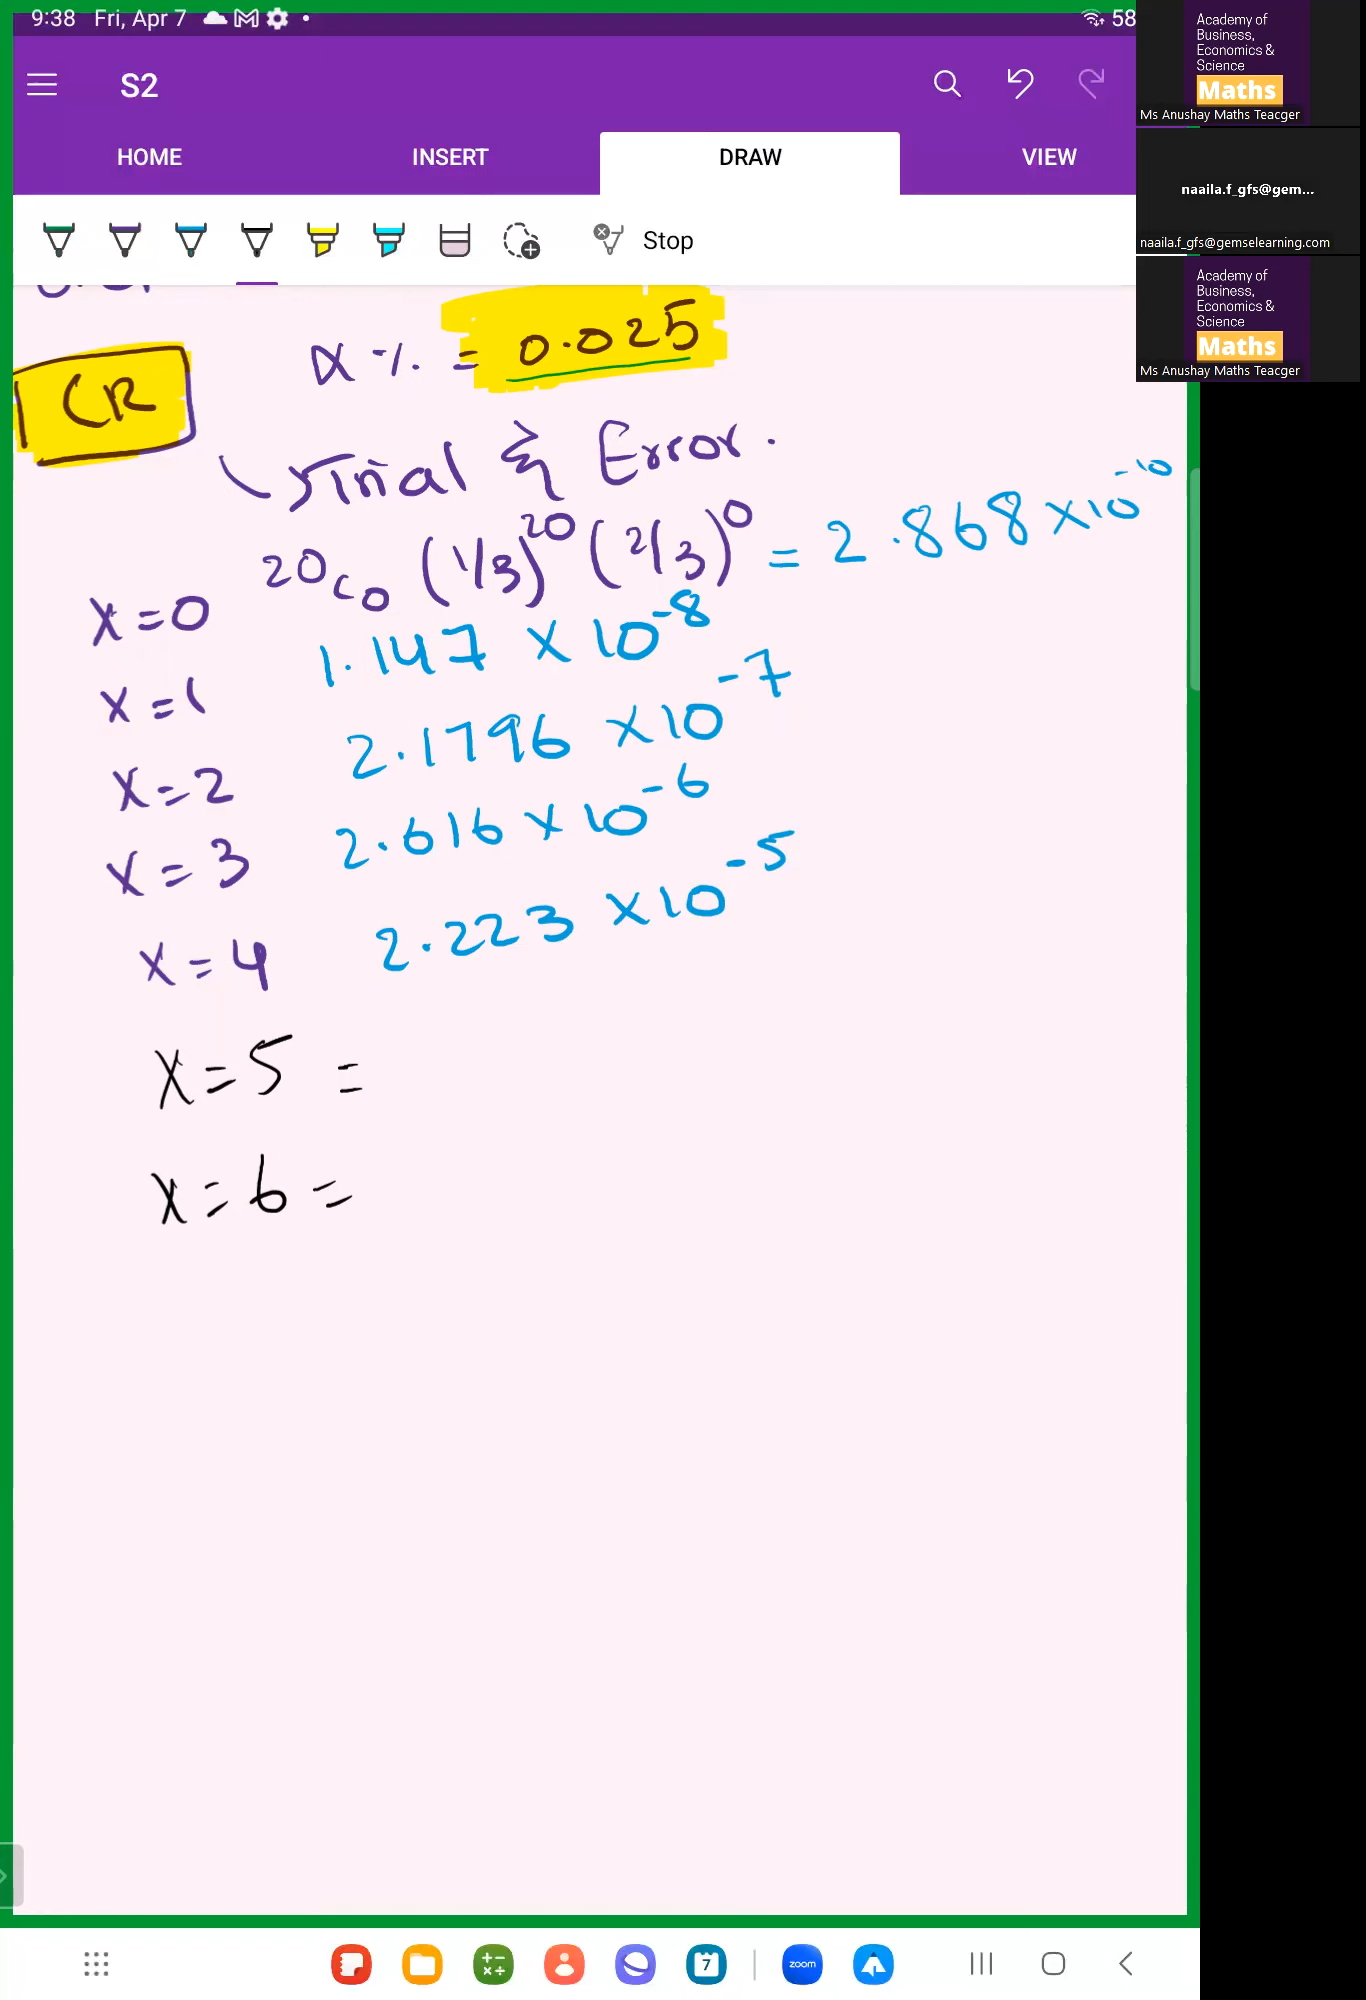 9:38 Fri, Apr 7
58
S2
HOME INSERT DRAW VIEW
Stop
Academy of
Business,
Economics &
Science
Maths
Ms Anushay Maths Teacger
naaila.f_gfs@gem...
naaila.f_gfs@gemselearning.com
Academy of
Business,
Economics &
Science
Maths
Ms Anushay Maths Teacger
α % = 0.025
CR
Trial & Error.
X=0 20C0 (1/3)^20 (2/3)^0 = 2.868 x10^-10
X=1 1.147 x 10^-8
X=2 2.1796 x10^-7
X=3 2.616 x 10^-6
X=4 2.223 x10^-5
X=5 =
X=6 =
7
zoom